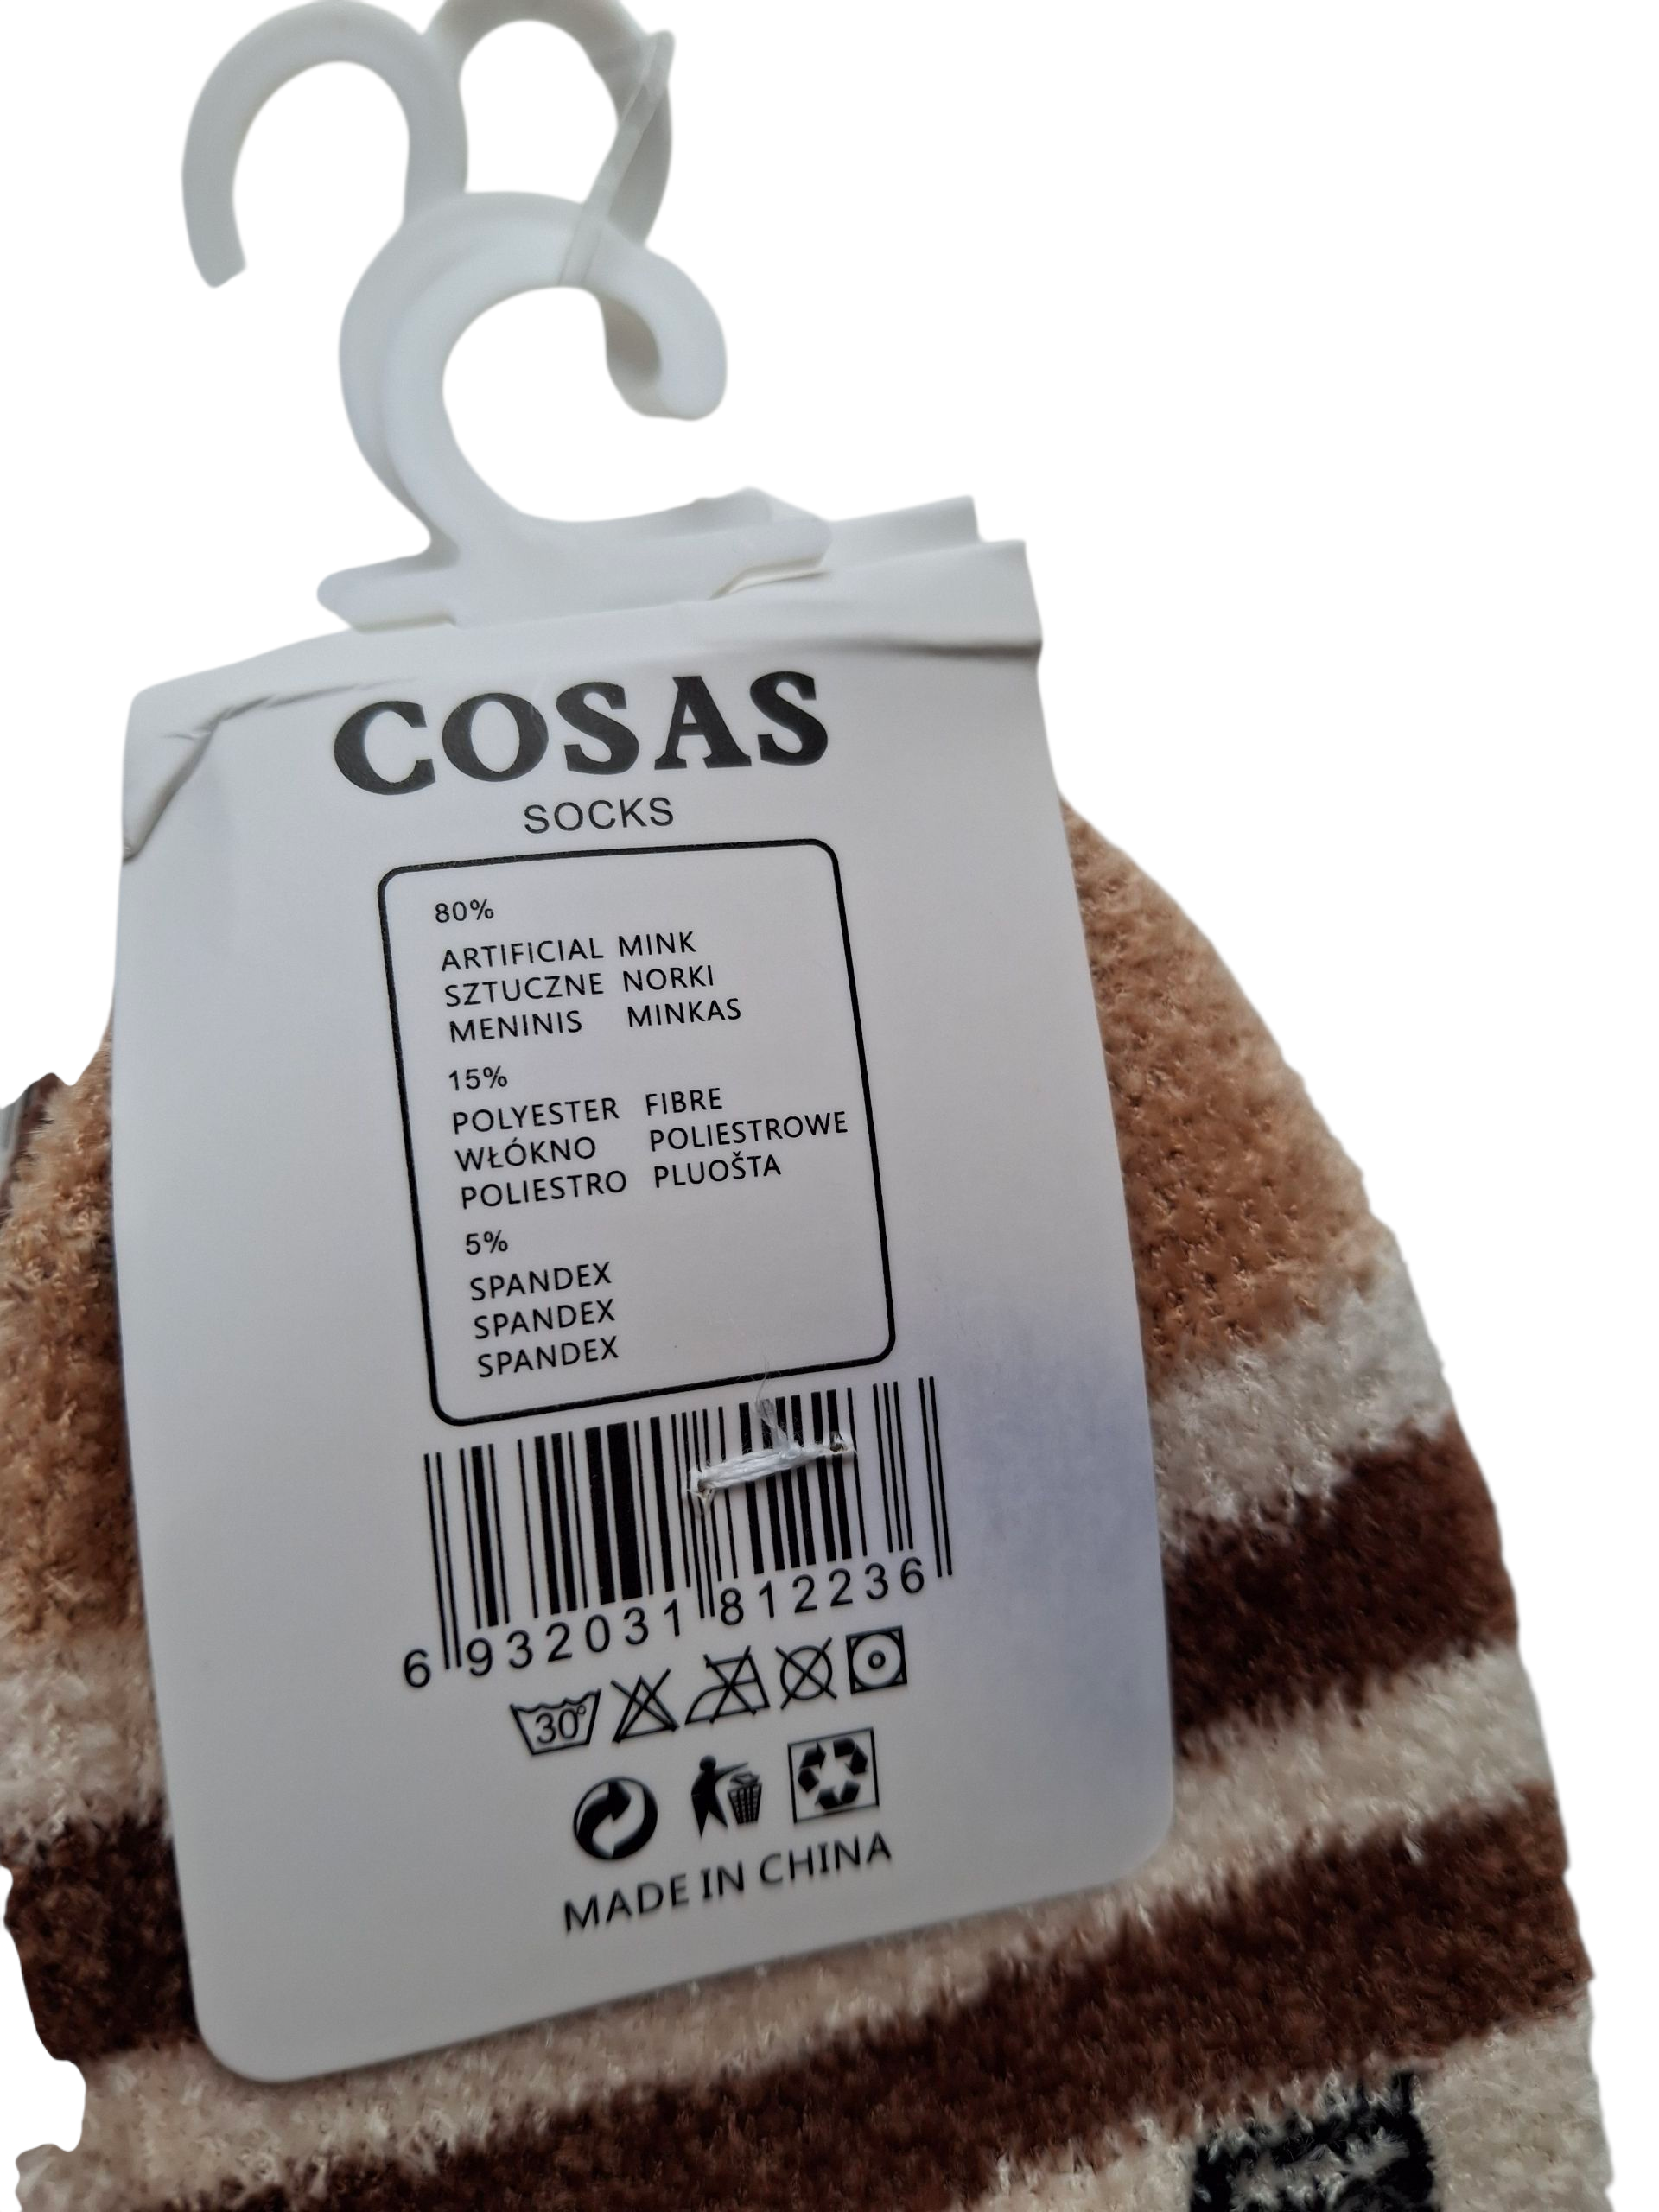 COSAS
SOCKS
80%
ARTIFICIAL MINK
SZTUCZNE NORKI
MENINIS MINKAS
15%
POLYESTER FIBRE
WŁÓKNO POLIESTROWE
POLIESTRO PLUOŠTA
5%
SPANDEX
SPANDEX
SPANDEX
6 932031 812236
30°
MADE IN CHINA